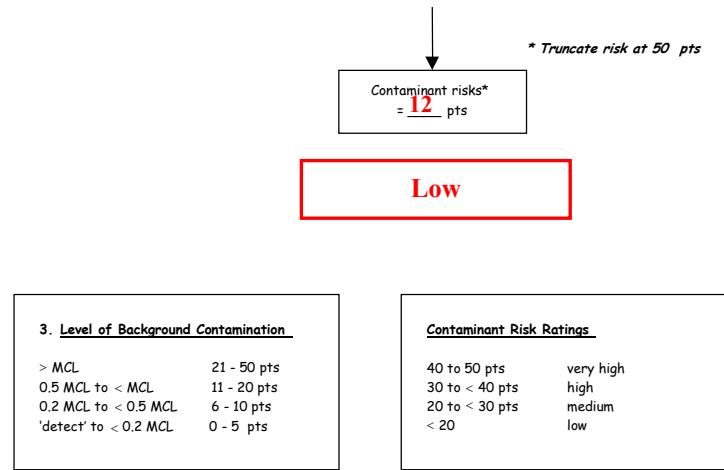 * Truncate risk at 50 pts
Contaminant risks*
= 12 pts
Low
3. Level of Background Contamination
> MCL 21 - 50 pts
0.5 MCL to < MCL 11 - 20 pts
0.2 MCL to < 0.5 MCL 6 - 10 pts
'detect' to < 0.2 MCL 0 - 5 pts
Contaminant Risk Ratings
40 to 50 pts very high
30 to < 40 pts high
20 to < 30 pts medium
< 20 low